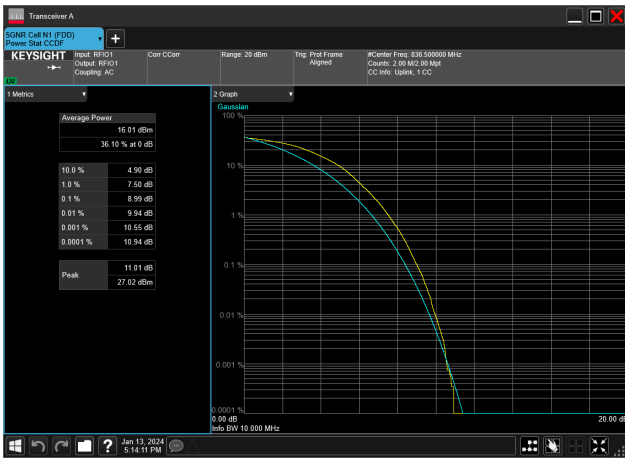 Transceiver A
5GNR Cell N1 (FDD)
Power Stat CCDF
KEYSIGHT
LXI
Input: RFIO1
Output: RFIO1
Coupling: AC
Corr CCorr
Range: 20 dBm
Trig: Prot Frame
Aligned
#Center Freq: 836.500000 MHz
Counts: 2.00 M/2.00 Mpt
CC Info: Uplink, 1 CC
1 Metrics
Average Power
16.01 dBm
36.10 % at 0 dB
10.0 % 4.90 dB
1.0 % 7.50 dB
0.1 % 8.99 dB
0.01 % 9.94 dB
0.001 % 10.55 dB
0.0001 % 10.94 dB
Peak
11.01 dB
27.02 dBm
2 Graph
Gaussian
100 %
10 %
1 %
0.1 %
0.01 %
0.001 %
0.0001 %
0.00 dB
20.00 dB
Info BW 10.000 MHz
Jan 13, 2024
5:14:11 PM